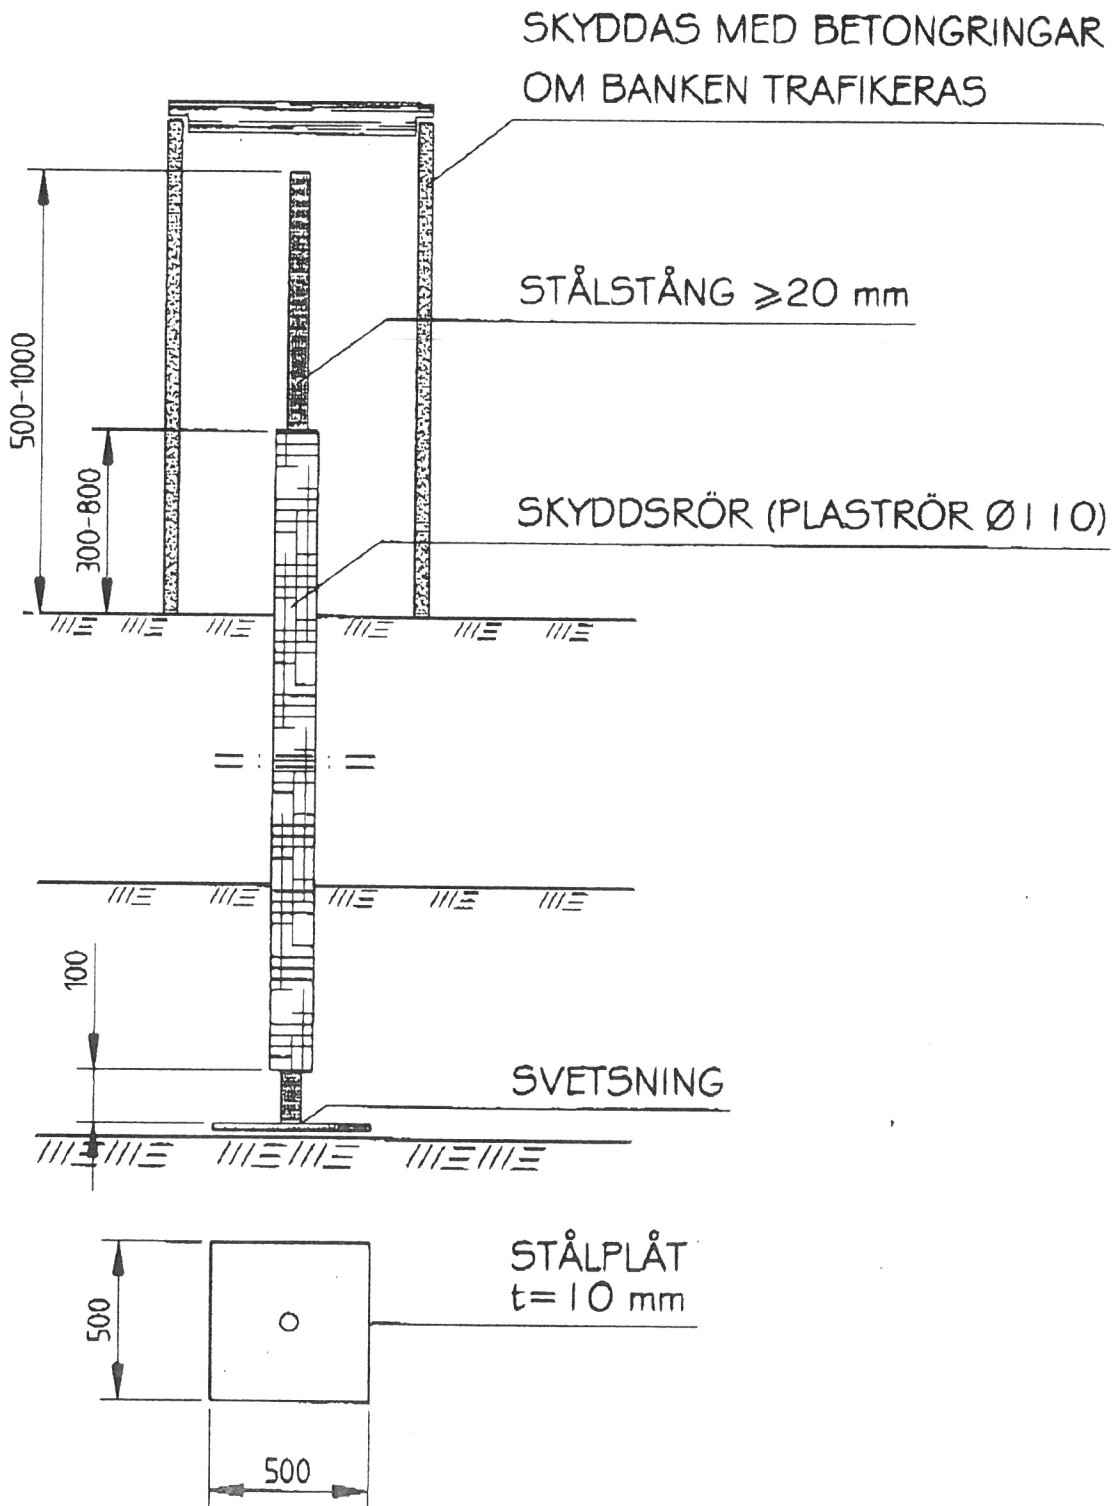 SKYDDAS MED BETONGRINGAR
OM BANKEN TRAFIKERAS
STÅLSTÅNG ≥20 mm
500-1000
300-800
SKYDDSRÖR (PLASTRÖR Ø110)
100
SVETSNING
STÅLPLÅT
t=10 mm
500
500